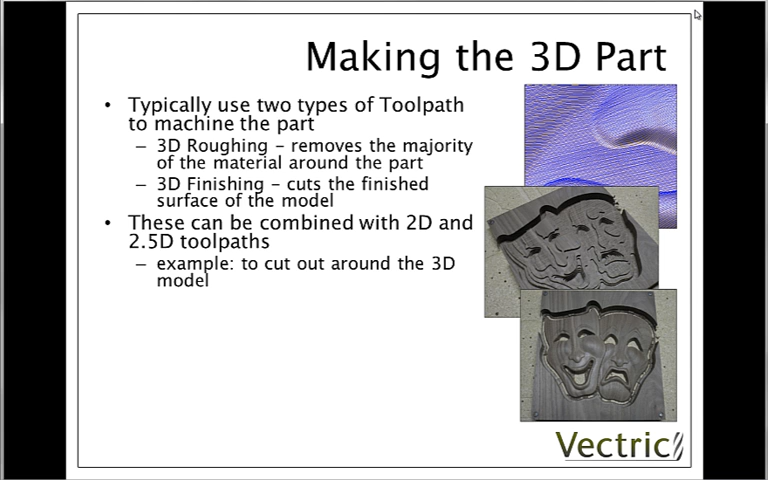 Making the 3D Part
• Typically use two types of Toolpath
to machine the part
– 3D Roughing – removes the majority
of the material around the part
– 3D Finishing – cuts the finished
surface of the model
• These can be combined with 2D and
2.5D toolpaths
– example: to cut out around the 3D
model
Vectric